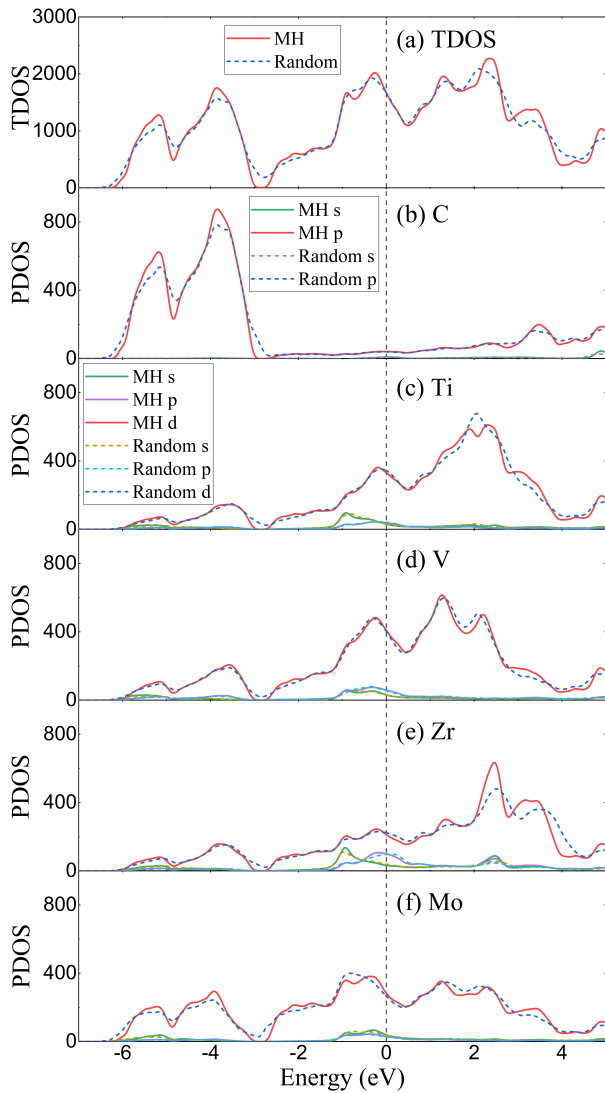 3000
MH
Random
(a) TDOS
2000
TDOS
1000
0
800
MH s
MH p
Random s
Random p
(b) C
PDOS
400
0
MH s
MH p
MH d
Random s
Random p
Random d
(c) Ti
800
PDOS
400
0
(d) V
800
PDOS
400
0
(e) Zr
800
PDOS
400
0
(f) Mo
800
PDOS
400
0
-6 -4 -2 0 2 4
Energy (eV)